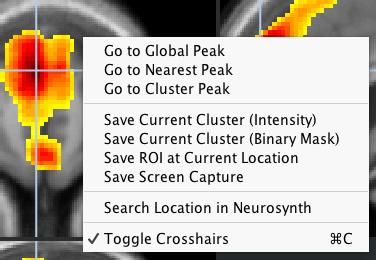 Go to Global Peak
Go to Nearest Peak
Go to Cluster Peak
Save Current Cluster (Intensity)
Save Current Cluster (Binary Mask)
Save ROI at Current Location
Save Screen Capture
Search Location in Neurosynth
✓ Toggle Crosshairs ⌘C